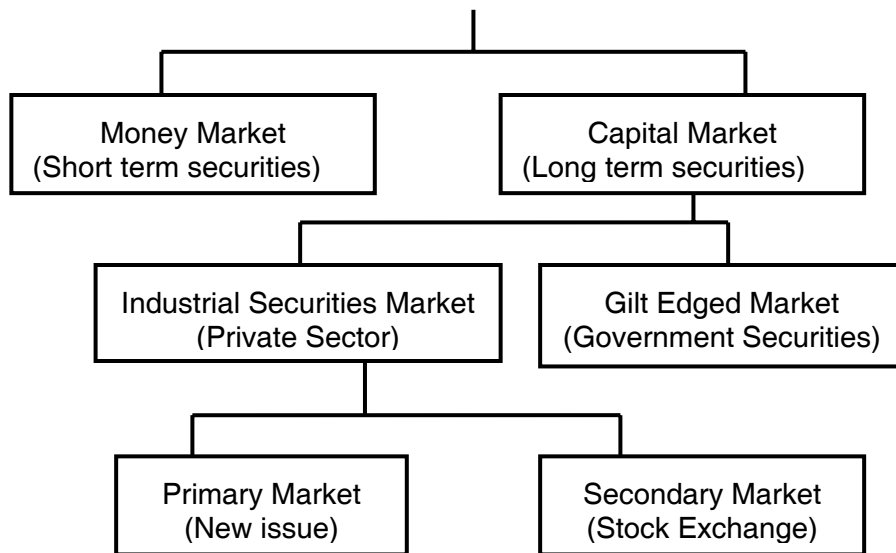 Money Market
(Short term securities)
Capital Market
(Long term securities)
Industrial Securities Market
(Private Sector)
Gilt Edged Market
(Government Securities)
Primary Market
(New issue)
Secondary Market
(Stock Exchange)